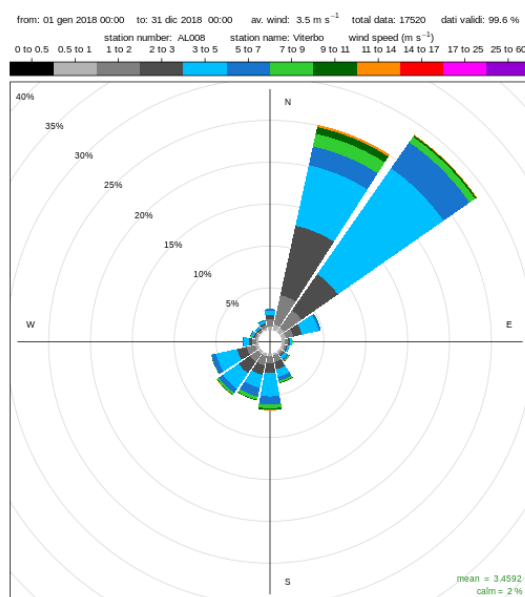 from: 01 gen 2018 00:00 to: 31 dic 2018 00:00 av. wind: 3.5 m s⁻¹ total data: 17520 dati validi: 99.6 %
station number: AL008 station name: Viterbo wind speed (m s⁻¹)
0 to 0.5 0.5 to 1 1 to 2 2 to 3 3 to 5 5 to 7 7 to 9 9 to 11 11 to 14 14 to 17 17 to 25 25 to 60
40%
N
35%
30%
25%
20%
15%
10%
5%
W E
S
mean = 3.4592
calm = 2 %